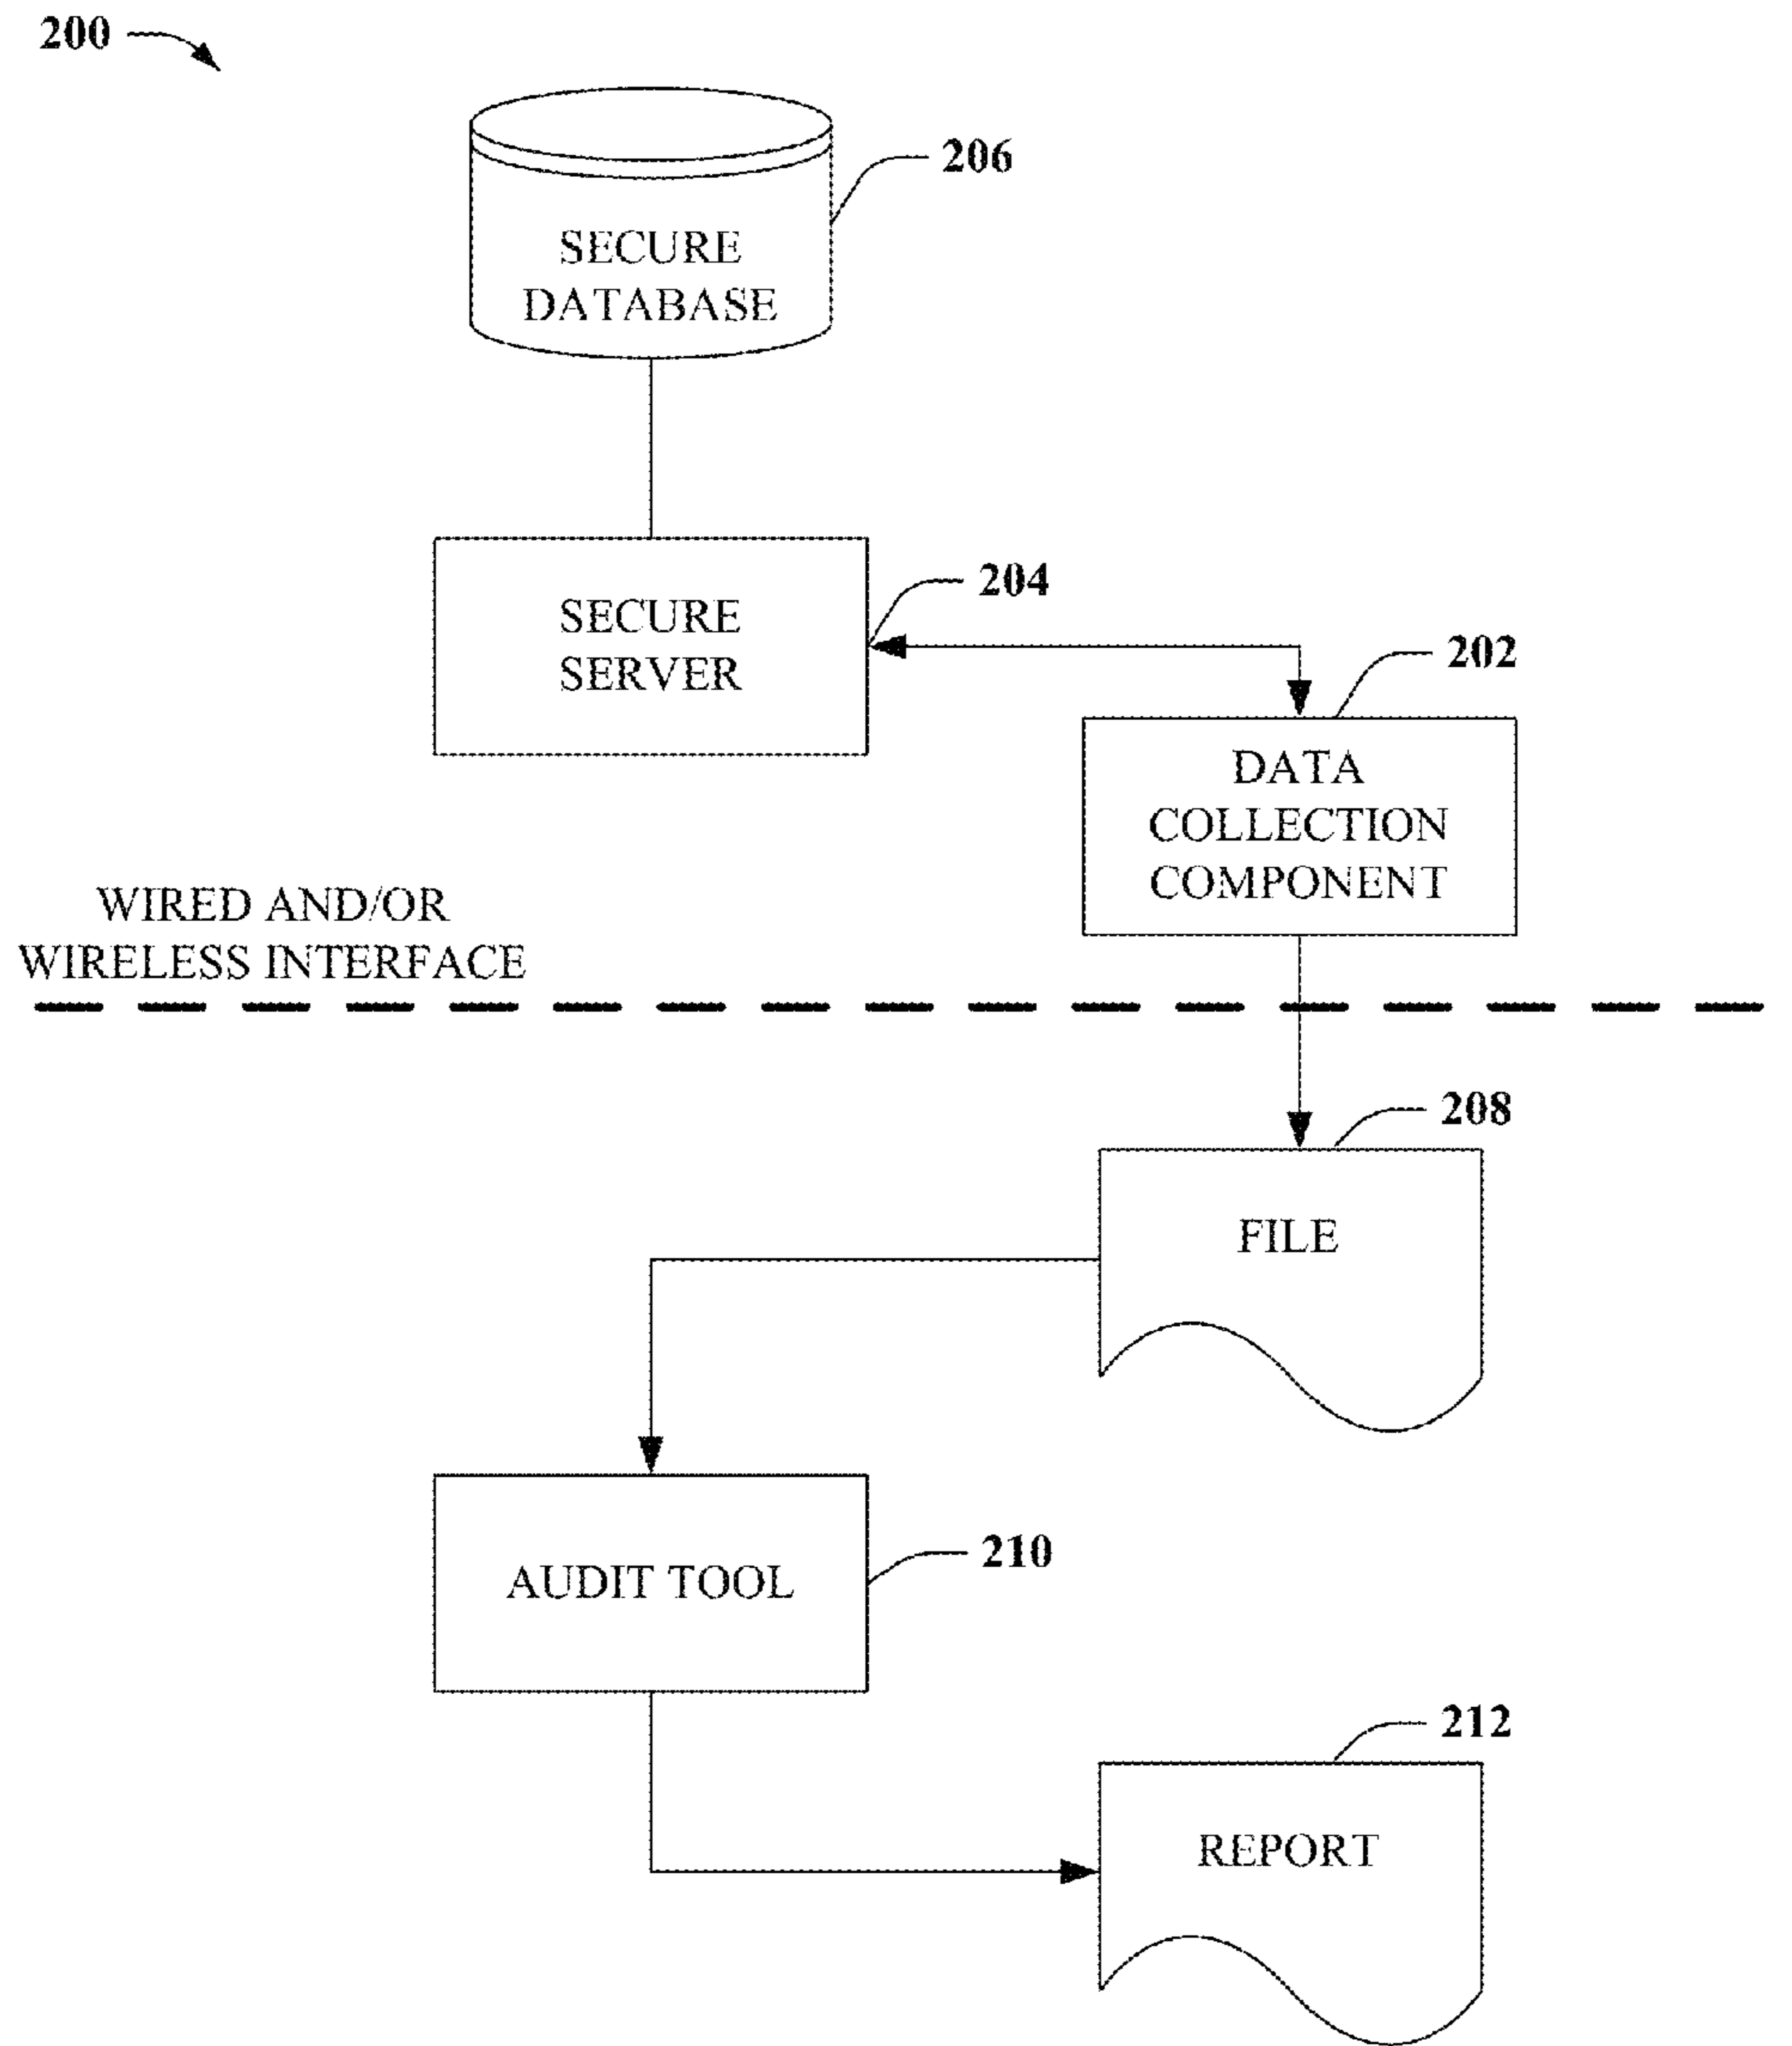 200
206
SECURE
DATABASE
204
SECURE
SERVER
202
DATA
COLLECTION
COMPONENT
WIRED AND/OR
WIRELESS INTERFACE
208
FILE
210
AUDIT TOOL
212
REPORT